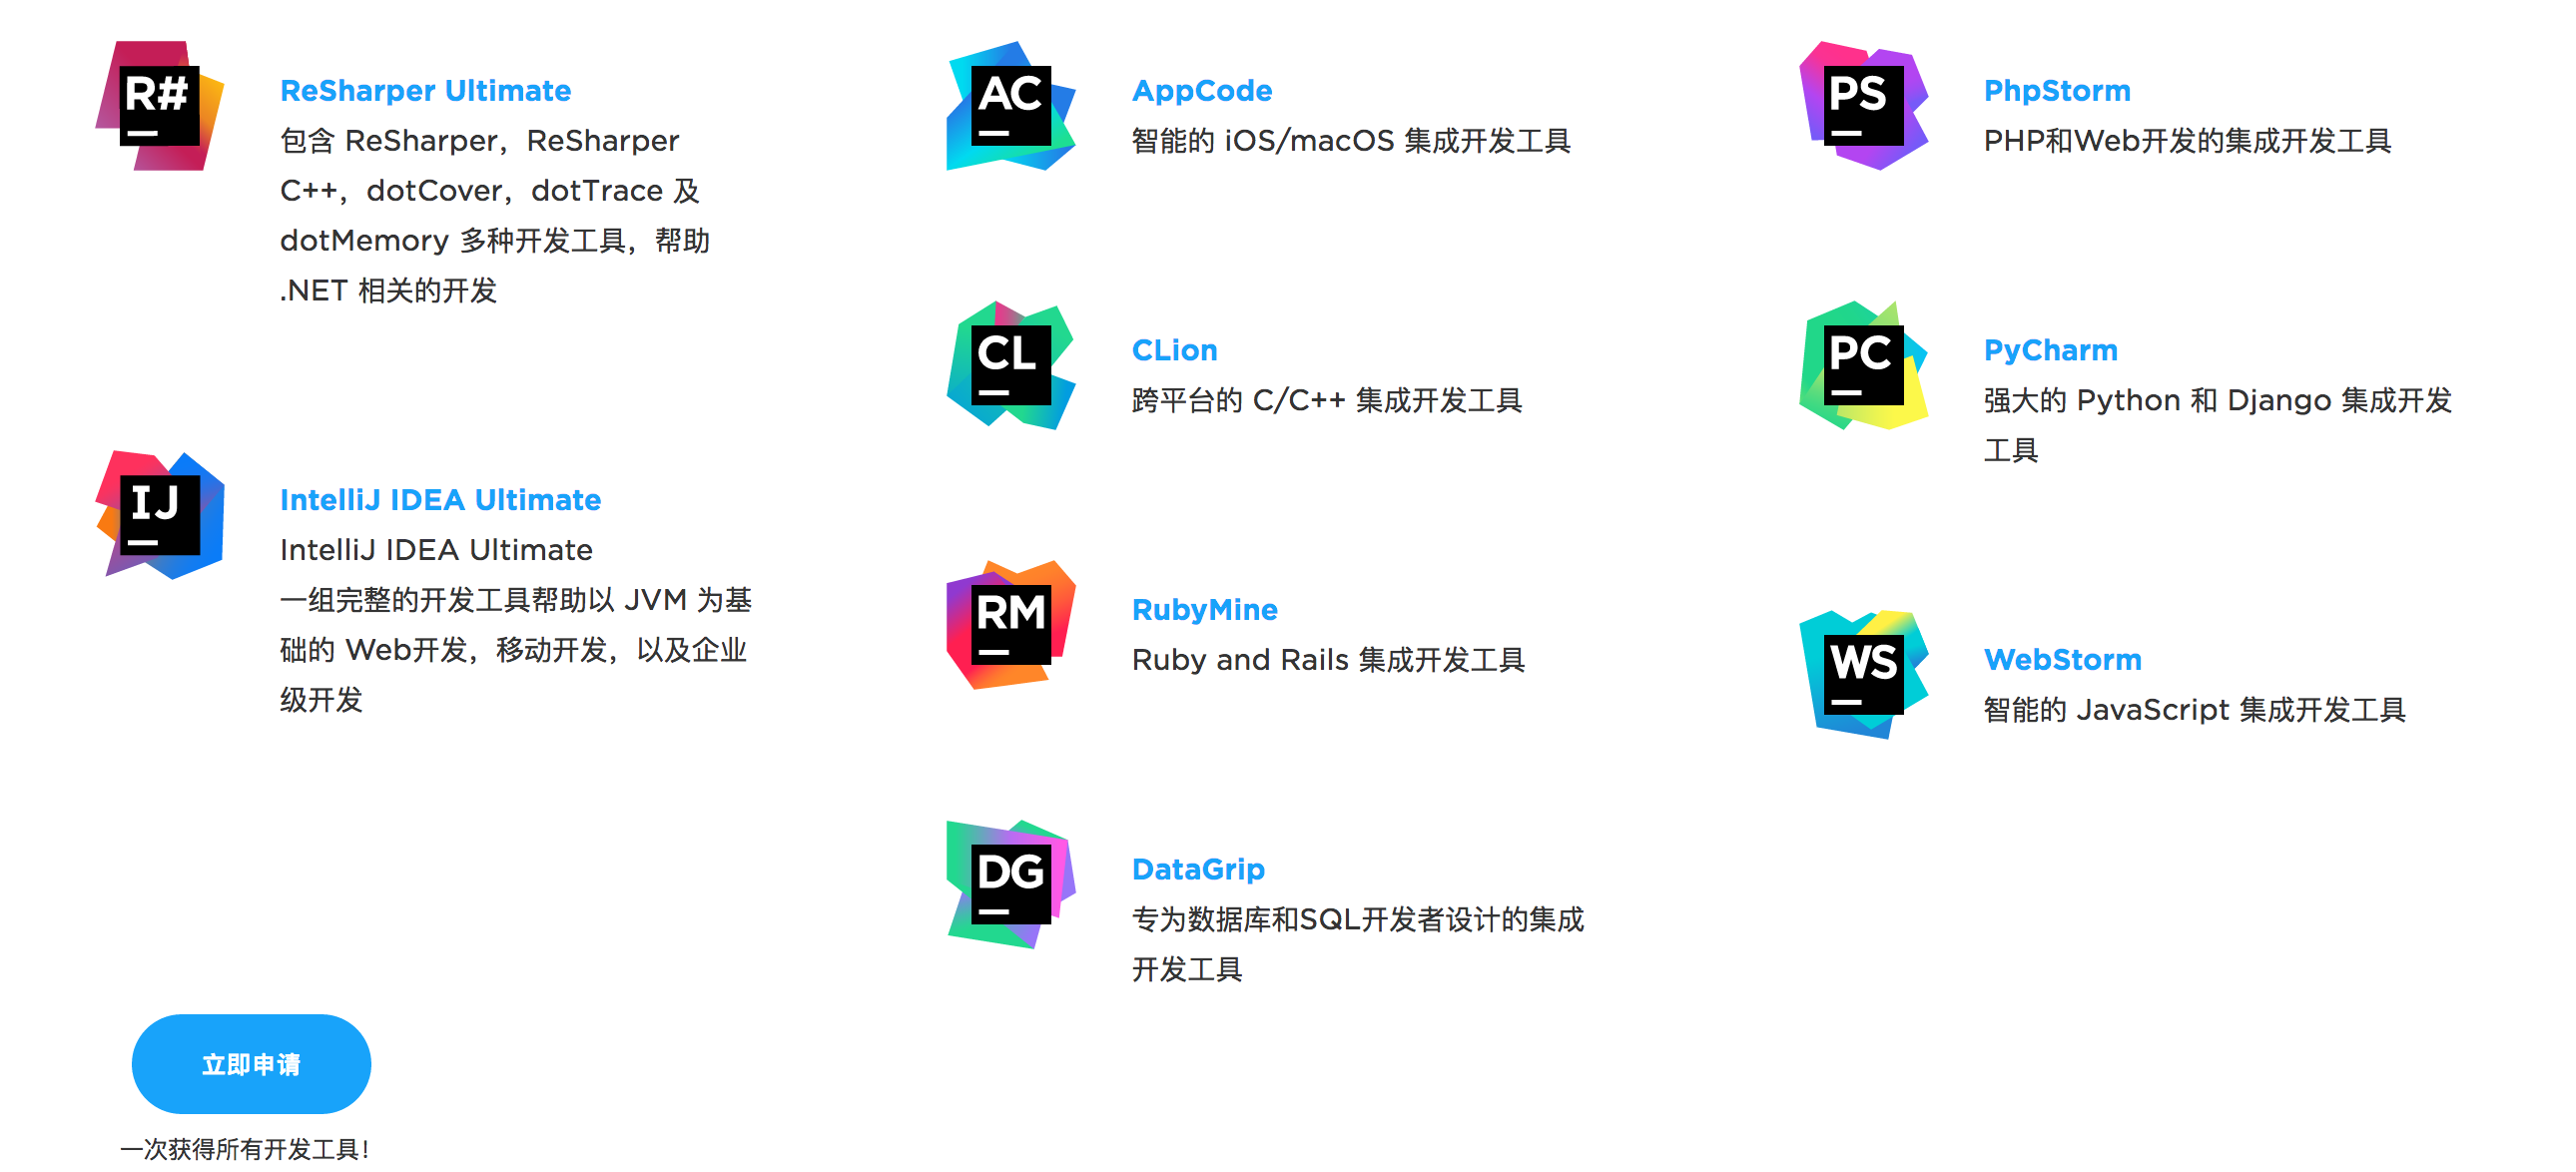 R#
ReSharper Ultimate
包含 ReSharper，ReSharper
C++，dotCover，dotTrace 及
dotMemory 多种开发工具，帮助
.NET 相关的开发
IJ
IntelliJ IDEA Ultimate
IntelliJ IDEA Ultimate
一组完整的开发工具帮助以 JVM 为基
础的 Web开发，移动开发，以及企业
级开发
AC
AppCode
智能的 iOS/macOS 集成开发工具
CL
CLion
跨平台的 C/C++ 集成开发工具
RM
RubyMine
Ruby and Rails 集成开发工具
DG
DataGrip
专为数据库和SQL开发者设计的集成
开发工具
PS
PhpStorm
PHP和Web开发的集成开发工具
PC
PyCharm
强大的 Python 和 Django 集成开发
工具
WS
WebStorm
智能的 JavaScript 集成开发工具
立即申请
一次获得所有开发工具！